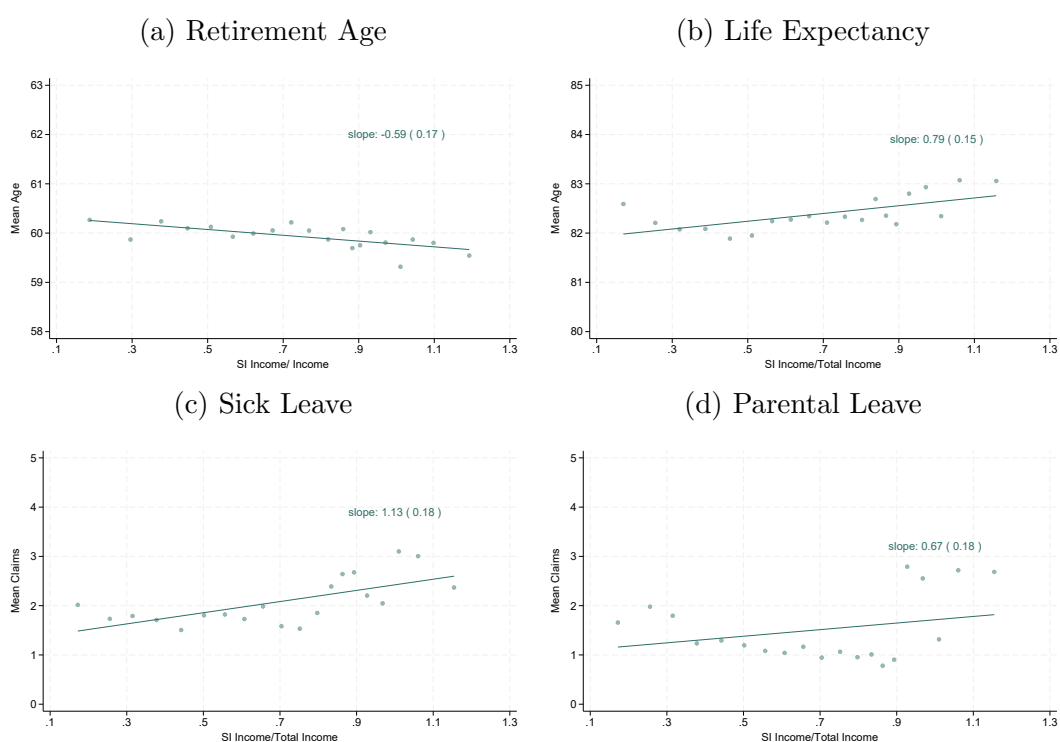 (a) Retirement Age
63
62
61
60
59
58
Mean Age
slope: -0.59 ( 0.17 )
.1 .3 .5 .7 .9 1.1 1.3
SI Income/ Income
(b) Life Expectancy
85
84
83
82
81
80
Mean Age
slope: 0.79 ( 0.15 )
.1 .3 .5 .7 .9 1.1 1.3
SI Income/Total Income
(c) Sick Leave
5
4
3
2
1
0
Mean Claims
slope: 1.13 ( 0.18 )
.1 .3 .5 .7 .9 1.1 1.3
SI Income/Total Income
(d) Parental Leave
5
4
3
2
1
0
Mean Claims
slope: 0.67 ( 0.18 )
.1 .3 .5 .7 .9 1.1 1.3
SI Income/Total Income